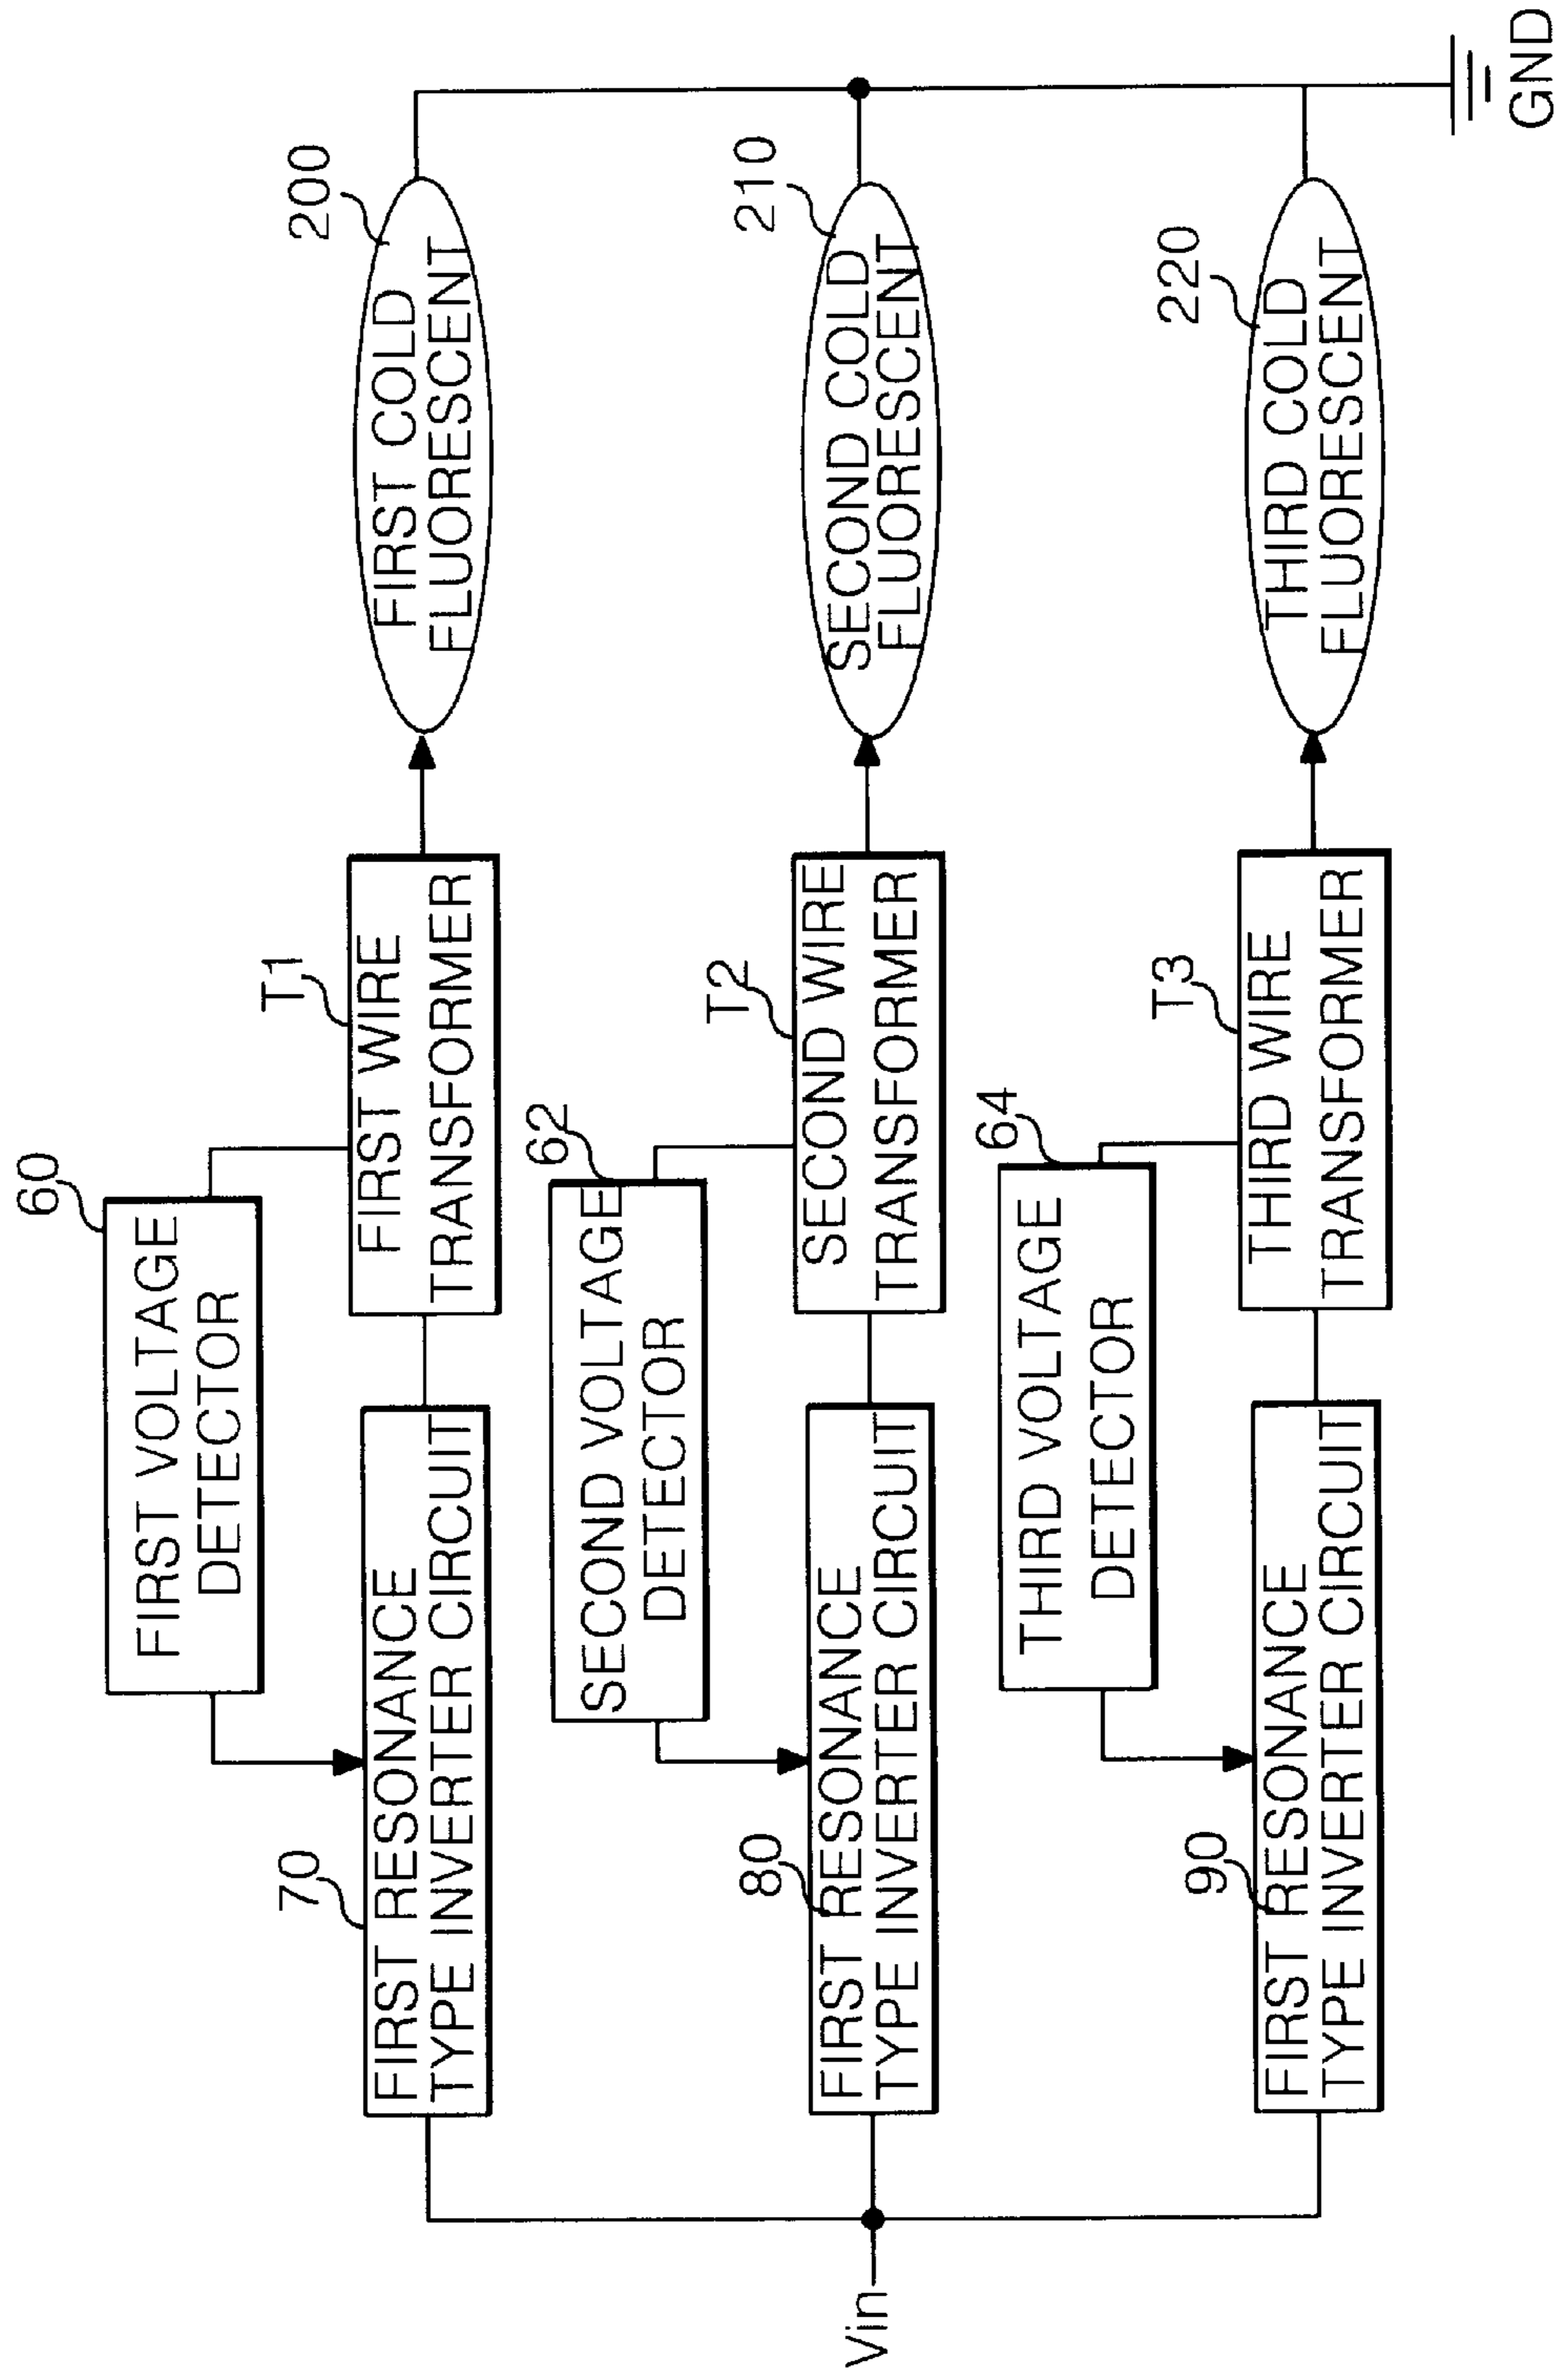 60
FIRST VOLTAGE
DETECTOR
70
FIRST RESONANCE
TYPE INVERTER CIRCUIT
T1
FIRST WIRE
TRANSFORMER
200
FIRST COLD
FLUORESCENT
62
SECOND VOLTAGE
DETECTOR
Vin
80
FIRST RESONANCE
TYPE INVERTER CIRCUIT
T2
SECOND WIRE
TRANSFORMER
210
SECOND COLD
FLUORESCENT
64
THIRD VOLTAGE
DETECTOR
90
FIRST RESONANCE
TYPE INVERTER CIRCUIT
T3
THIRD WIRE
TRANSFORMER
220
THIRD COLD
FLUORESCENT
GND